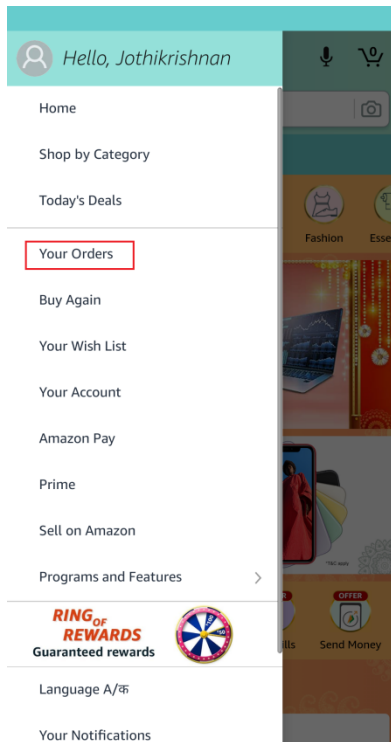 Hello, Jothikrishnan
0
Home
Shop by Category
Today's Deals
Fashion
Esse
Your Orders
Buy Again
Your Wish List
Your Account
Amazon Pay
Prime
Sell on Amazon
Programs and Features
RING OF
REWARDS
Guaranteed rewards
OFFER
ills
Send Money
Language A/क
Your Notifications